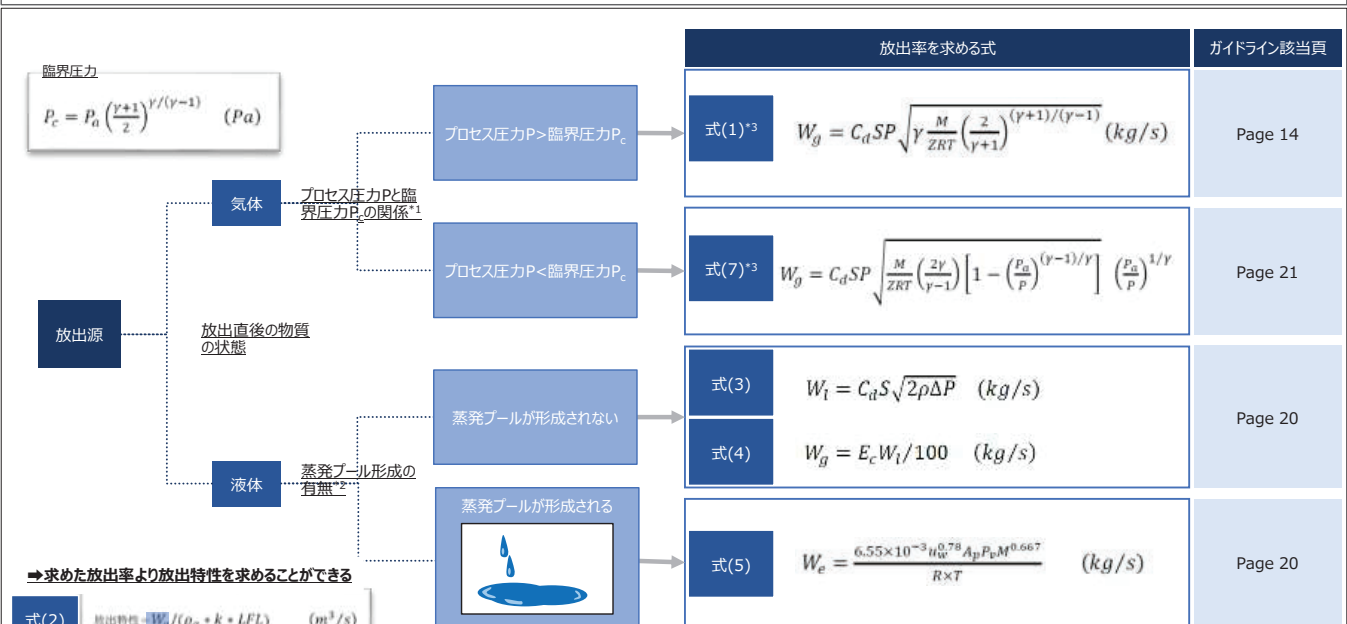 放出率を求める式
ガイドライン該当頁
臨界圧力
P_c = P_a ((γ+1)/2)^{γ/(γ−1)} (Pa)
プロセス圧力P>臨界圧力P_c
式(1)*3
W_g = C_d SP √(γ M/ZRT (2/(γ+1))^{(γ+1)/(γ−1)}) (kg/s)
Page 14
気体
プロセス圧力Pと臨
界圧力P_cの関係*1
プロセス圧力P<臨界圧力P_c
式(7)*3
W_g = C_d SP √(M/ZRT (2γ/(γ−1)) [1 − (P_a/P)^{(γ−1)/γ}]) (P_a/P)^{1/γ}
Page 21
放出源
放出直後の物質
の状態
蒸発プールが形成されない
式(3)
W_l = C_d S√(2ρΔP) (kg/s)
式(4)
W_g = E_c W_l/100 (kg/s)
Page 20
液体
蒸発プール形成の
有無*2
蒸発プールが形成される
式(5)
W_e = (6.55×10^{−3} u_w^{0.78} A_p P_v M^{0.667})/(R×T) (kg/s)
Page 20
➡求めた放出率より放出特性を求めることができる
式(2)
放出特性=W_g/(ρ_g * k * LFL) (m^3/s)